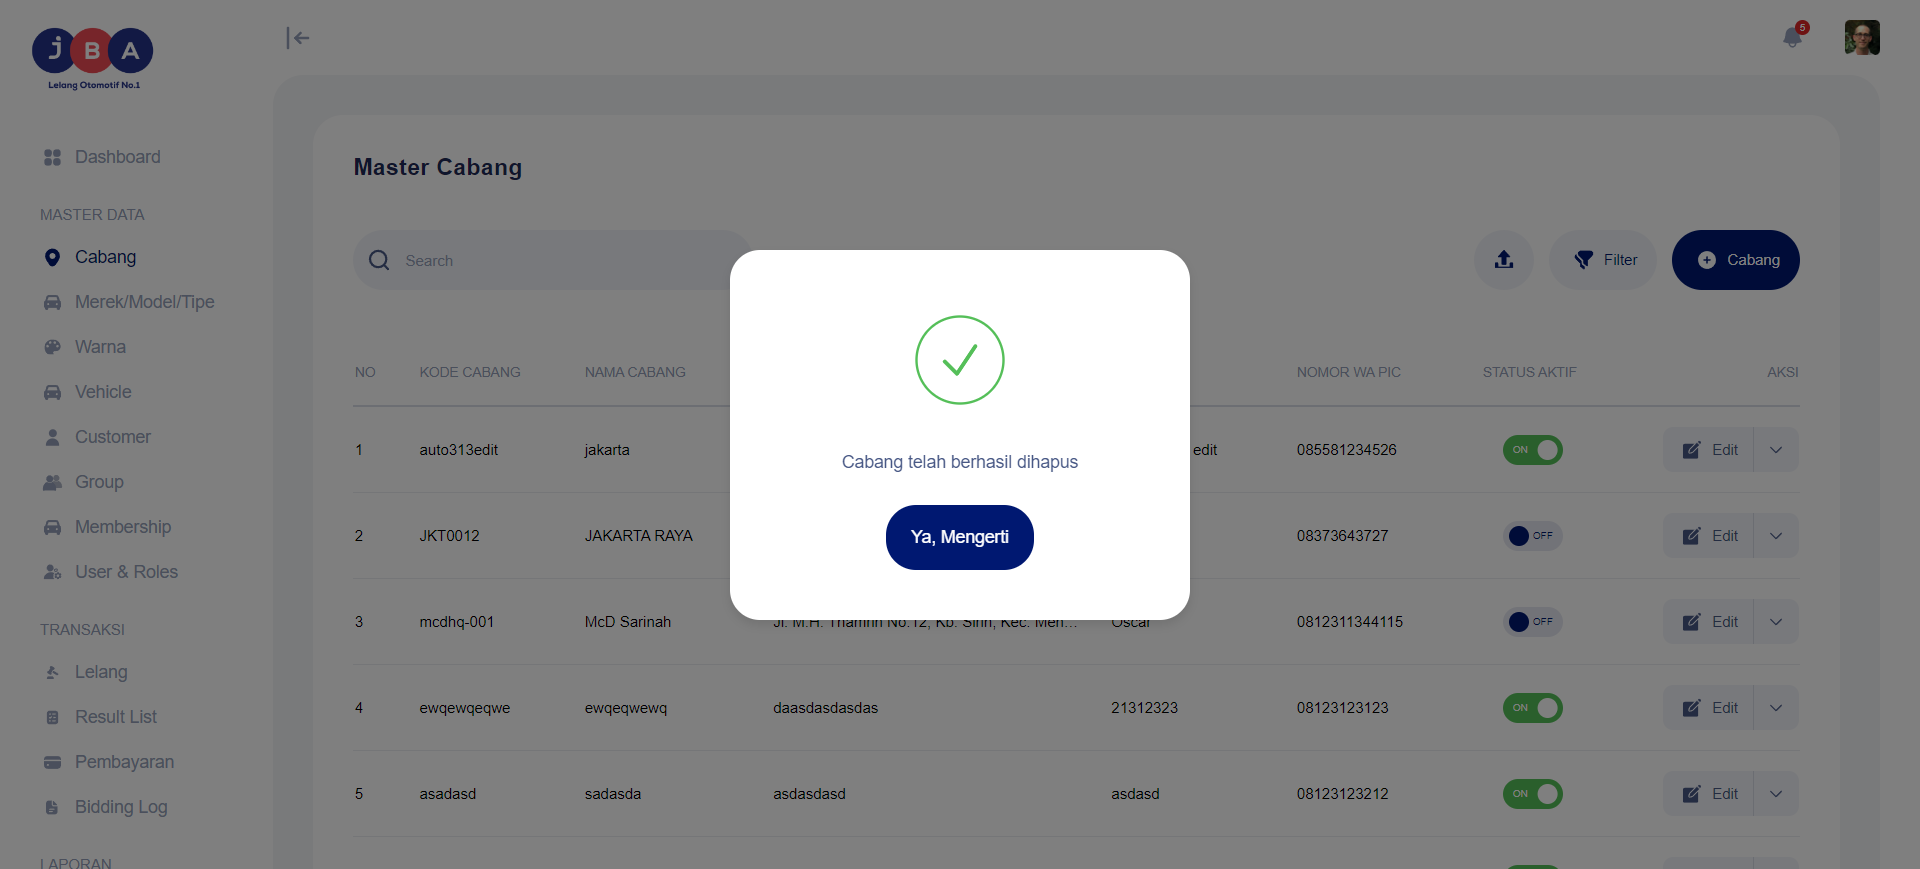 JBA
Lelang Otomotif No.1
5
Dashboard
MASTER DATA
Cabang
Merek/Model/Tipe
Warna
Vehicle
Customer
Group
Membership
User & Roles
TRANSAKSI
Lelang
Result List
Pembayaran
Bidding Log
LAPORAN
Master Cabang
Search
Filter
Cabang
NO KODE CABANG NAMA CABANG NOMOR WA PIC STATUS AKTIF AKSI
1 auto313edit jakarta edit 085581234526 ON Edit
2 JKT0012 JAKARTA RAYA 08373643727 OFF Edit
3 mcdhq-001 McD Sarinah Jl. M.H. Thamrin No.12, Kb. Sirih, Kec. Men... Oscar 0812311344115 OFF Edit
4 ewqewqeqwe ewqeqwewq daasdasdasdas 21312323 08123123123 ON Edit
5 asadasd sadasda asdasdasd asdasd 08123123212 ON Edit
Cabang telah berhasil dihapus
Ya, Mengerti